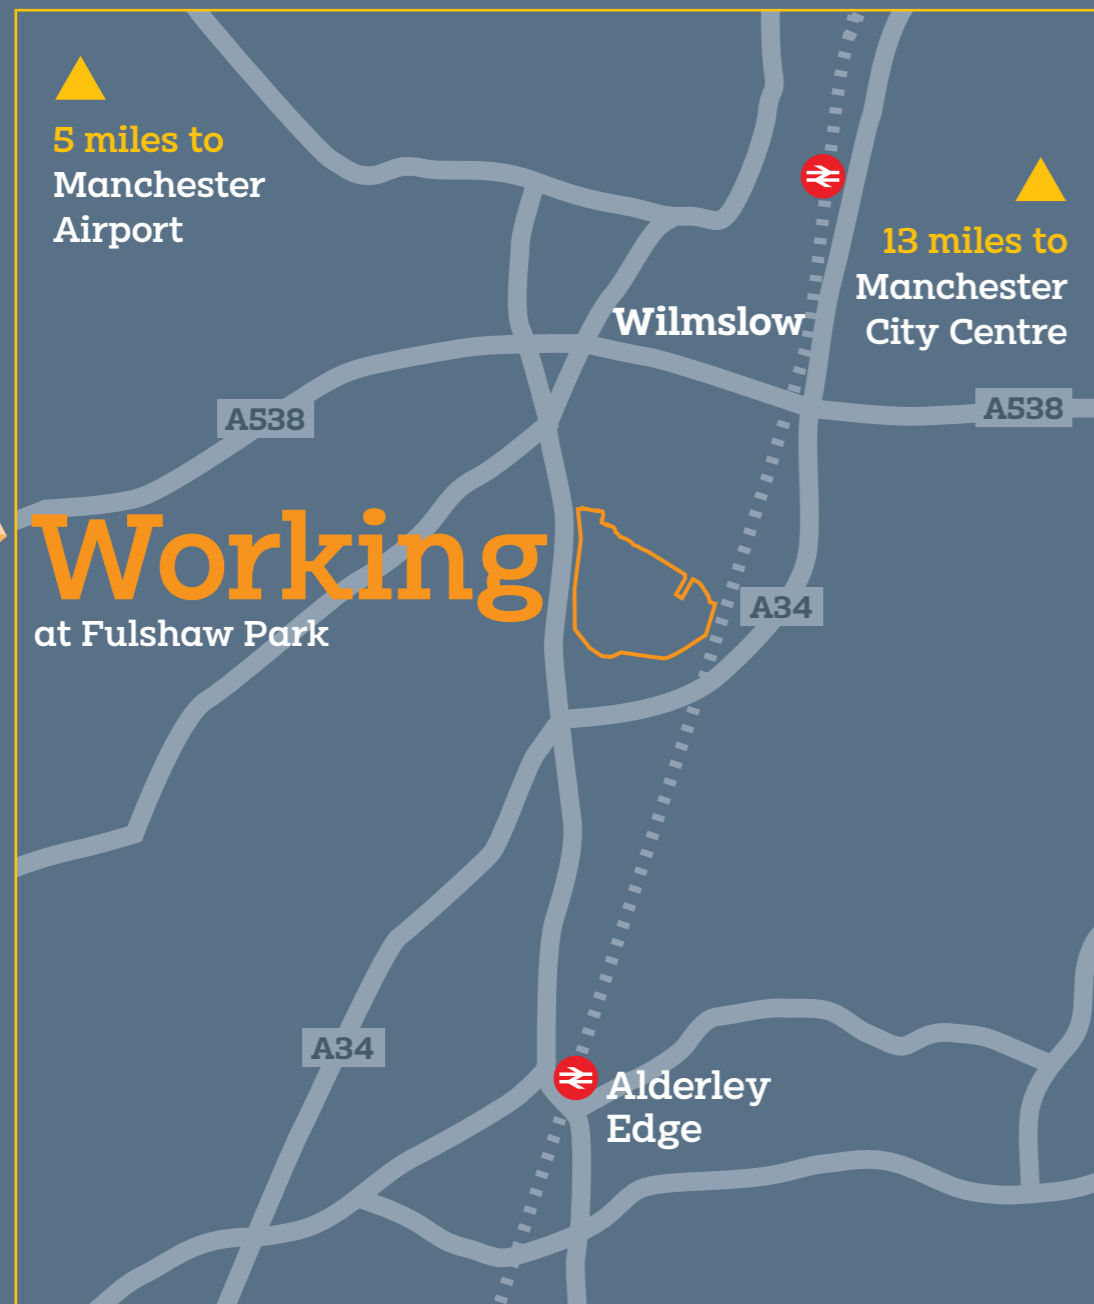 5 miles to
Manchester
Airport
13 miles to
Manchester
City Centre
Wilmslow
A538
A538
Working
at Fulshaw Park
A34
A34
Alderley
Edge